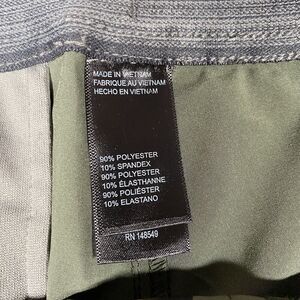 MADE IN VIETNAM
FABRIQUE AU VIETNAM
HECHO EN VIETNAM
90% POLYESTER
10% SPANDEX
90% POLYESTER
10% ÉLASTHANNE
90% POLIÉSTER
10% ELASTANO
RN 148549